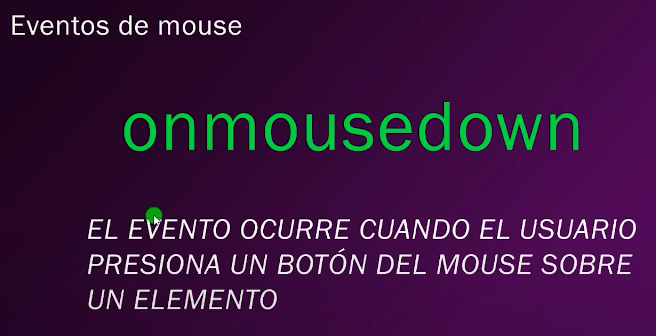 Eventos de mouse
onmousedown
EL EVENTO OCURRE CUANDO EL USUARIO
PRESIONA UN BOTÓN DEL MOUSE SOBRE
UN ELEMENTO